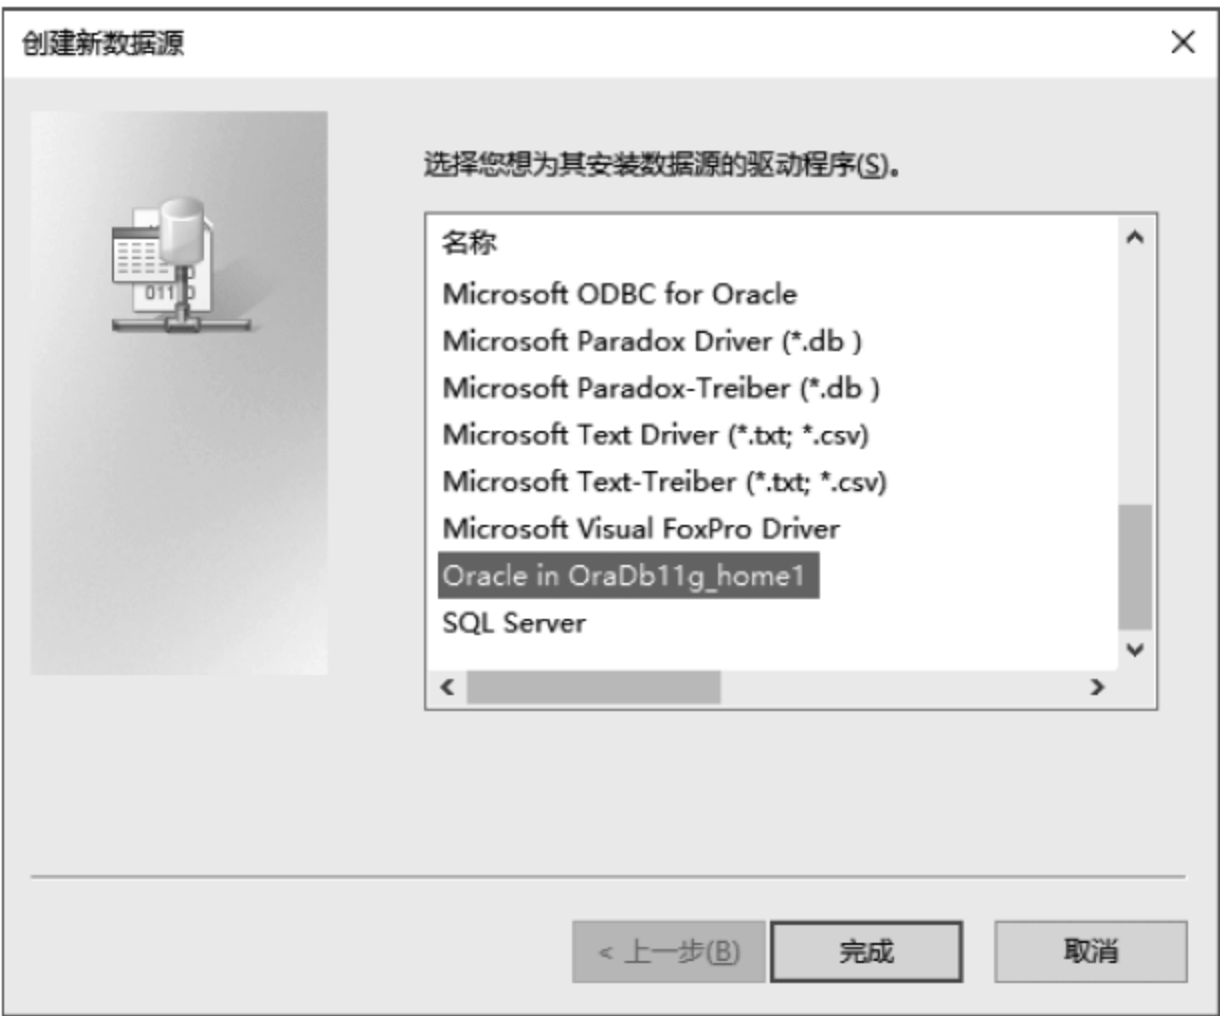 创建新数据源
选择您想为其安装数据源的驱动程序(S)。
名称
Microsoft ODBC for Oracle
Microsoft Paradox Driver (*.db )
Microsoft Paradox-Treiber (*.db )
Microsoft Text Driver (*.txt; *.csv)
Microsoft Text-Treiber (*.txt; *.csv)
Microsoft Visual FoxPro Driver
Oracle in OraDb11g_home1
SQL Server
< 上一步(B)
完成
取消